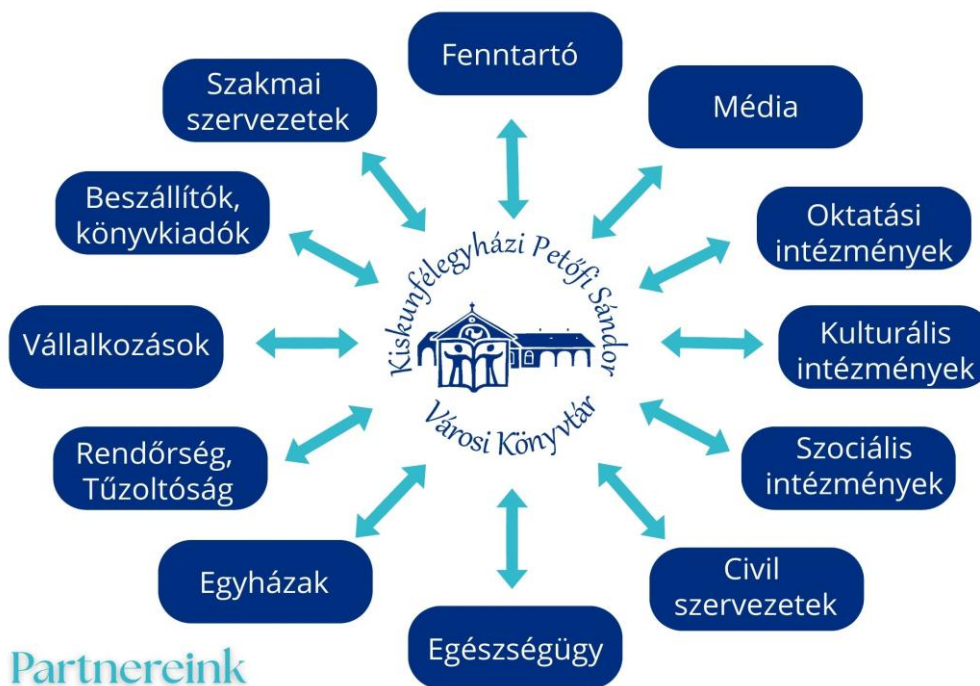 Fenntartó
Média
Oktatási
intézmények
Kulturális
intézmények
Szociális
intézmények
Civil
szervezetek
Egészségügy
Egyházak
Rendőrség,
Tűzoltóság
Vállalkozások
Beszállítók,
könyvkiadók
Szakmai
szervezetek
Kiskunfélegyházi Petőfi Sándor
Városi Könyvtár
Partnereink